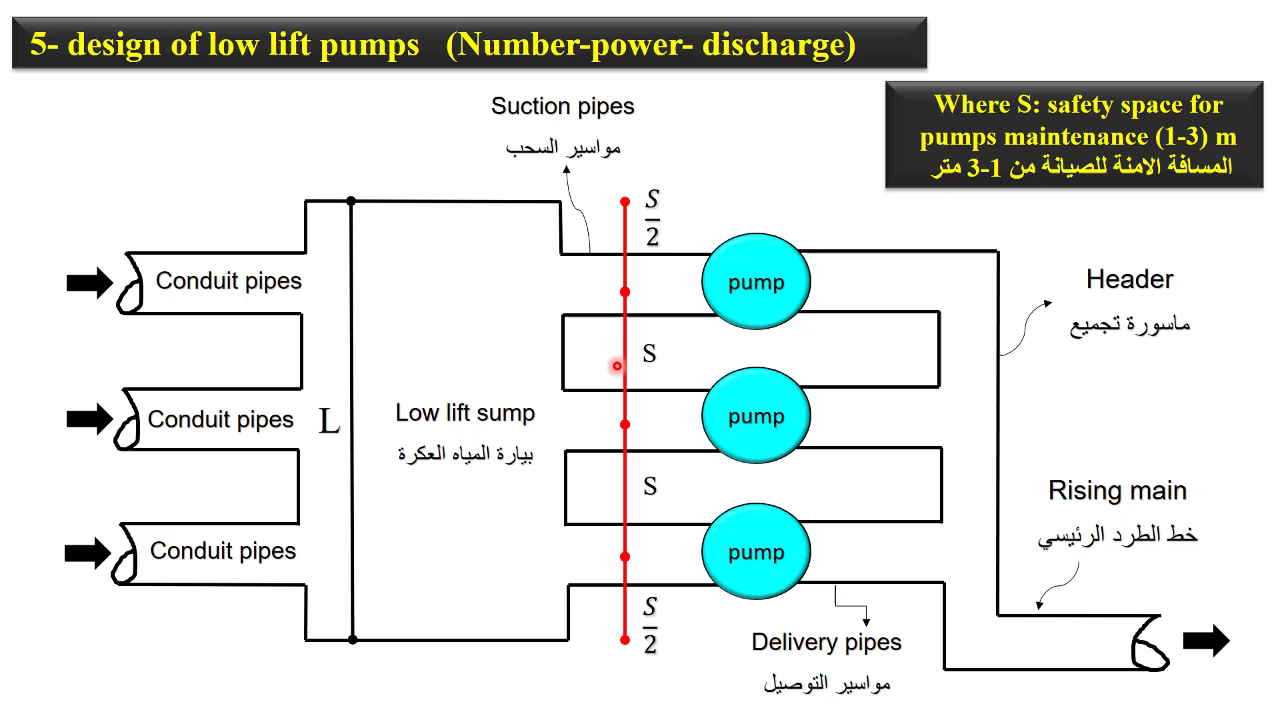 5- design of low lift pumps (Number-power- discharge)
Where S: safety space for
pumps maintenance (1-3) m
المسافة الامنة للصيانة من 1-3 متر
Suction pipes
مواسير السحب
S
2
Conduit pipes
pump
Header
ماسورة تجميع
S
Conduit pipes
L
Low lift sump
بيارة المياه العكرة
pump
S
Rising main
خط الطرد الرئيسي
Conduit pipes
pump
S
2
Delivery pipes
مواسير التوصيل